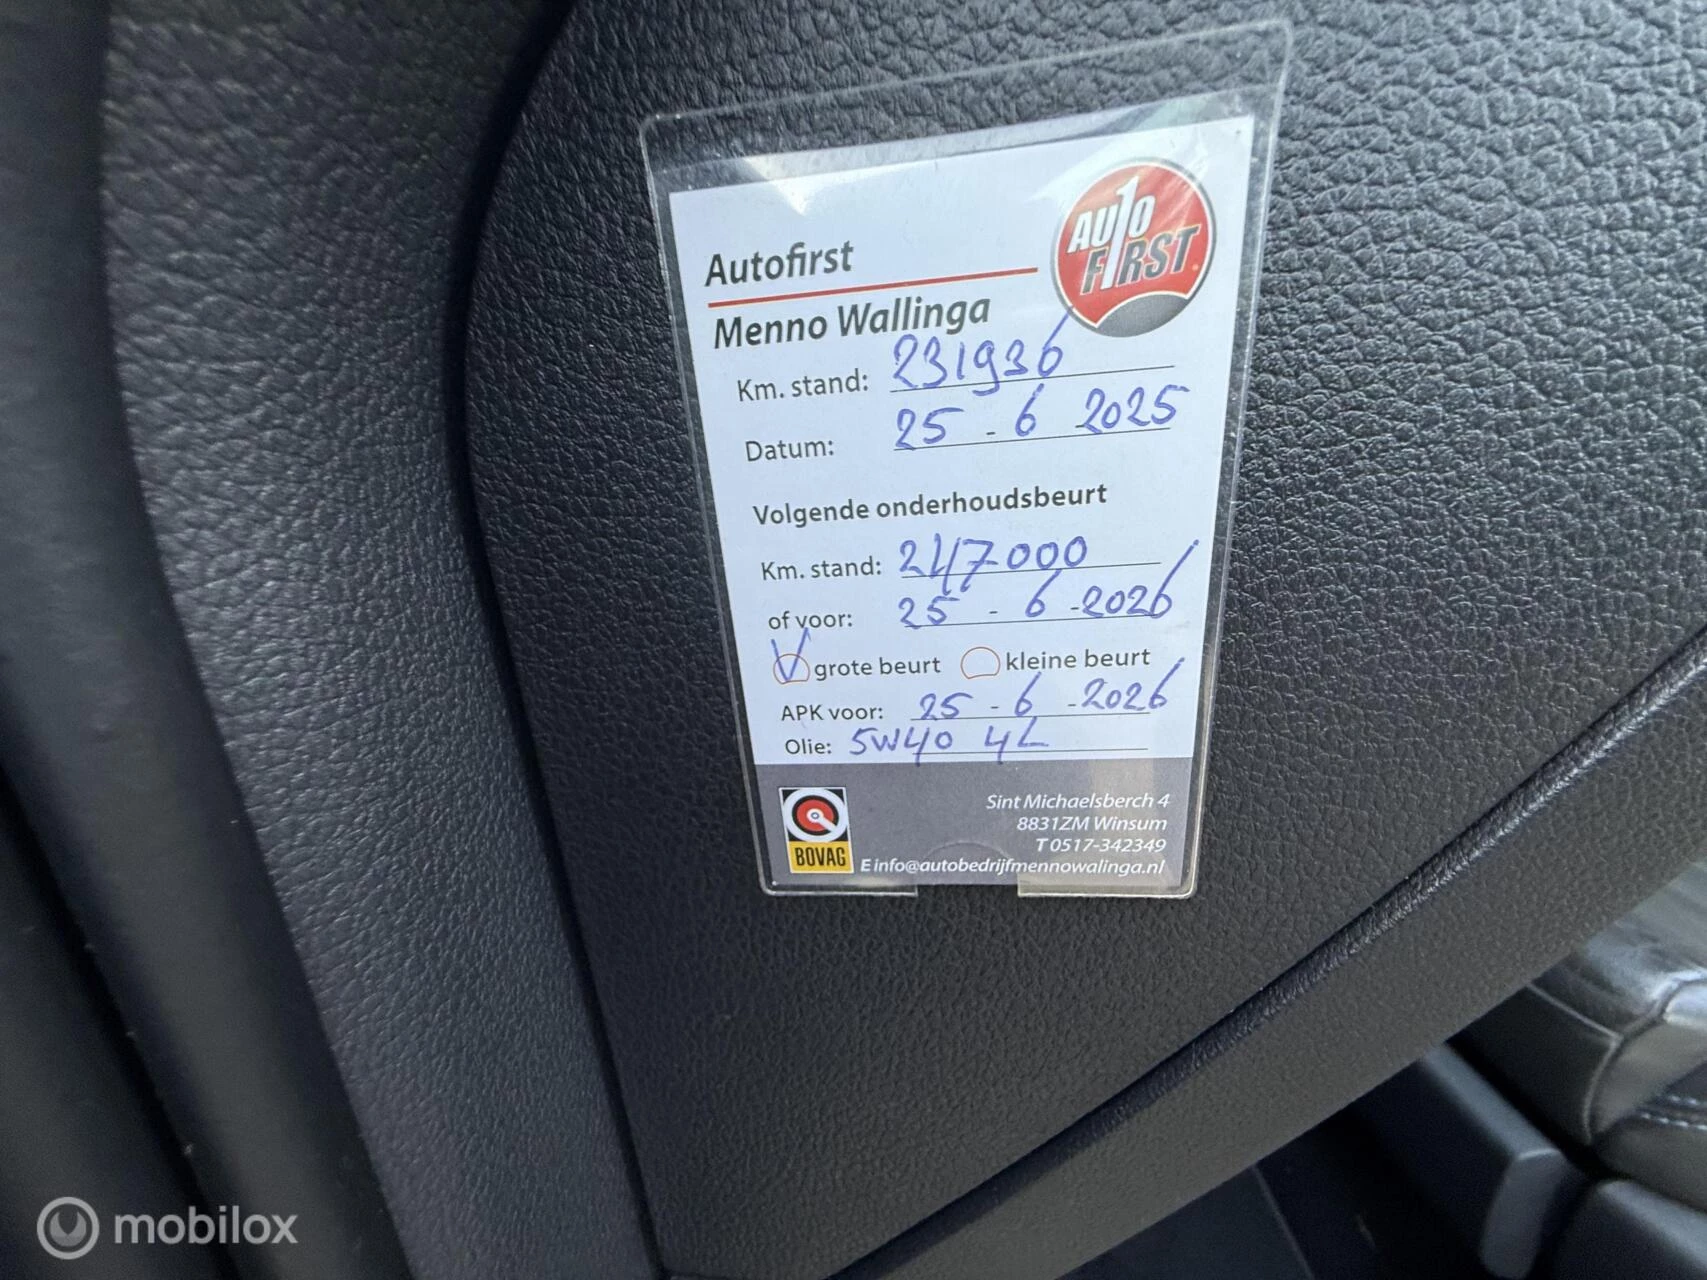 Autofirst
AUTO
FIRST
Menno Wallinga
Km. stand: 231936
Datum: 25 - 6 2025
Volgende onderhoudsbeurt
Km. stand: 247000
of voor: 25 - 6 - 2026
grote beurt kleine beurt
APK voor: 25 - 6 - 2026
Olie: 5W40 4L
BOVAG
Sint Michaelsberch 4
8831ZM Winsum
T 0517-342349
E info@autobedrijfmennowalinga.nl
mobilox